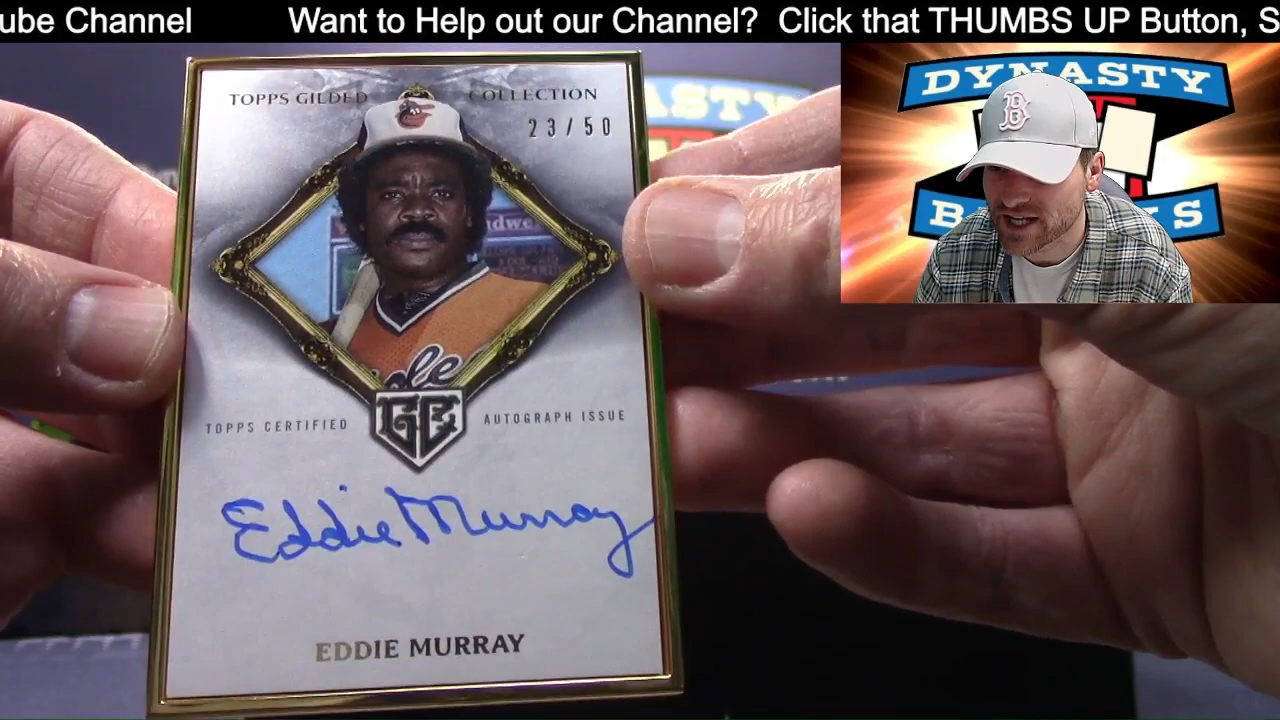 ube Channel Want to Help out our Channel? Click that THUMBS UP Button, S
TOPPS GILDED COLLECTION
23/50
TOPPS CERTIFIED GC AUTOGRAPH ISSUE
Eddie Murray
EDDIE MURRAY
DYNASTY
B